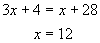 3x + 4 = x + 28
x = 12